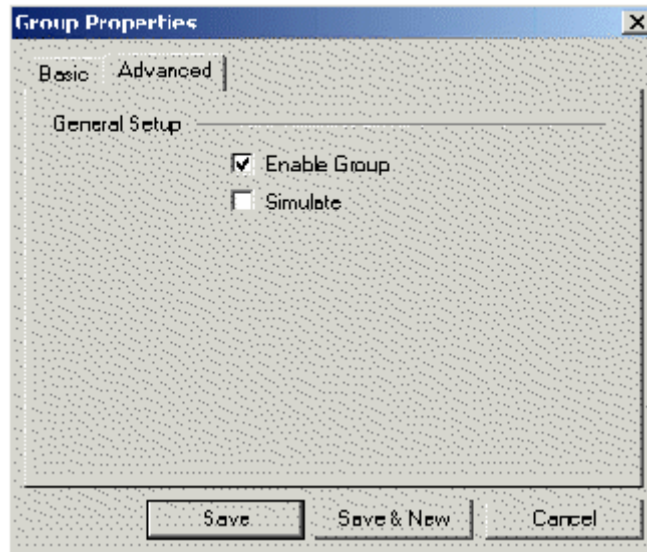 Group Properties
Basic Advanced
General Setup
Enable Group
Simulate
Save Save & New Cancel